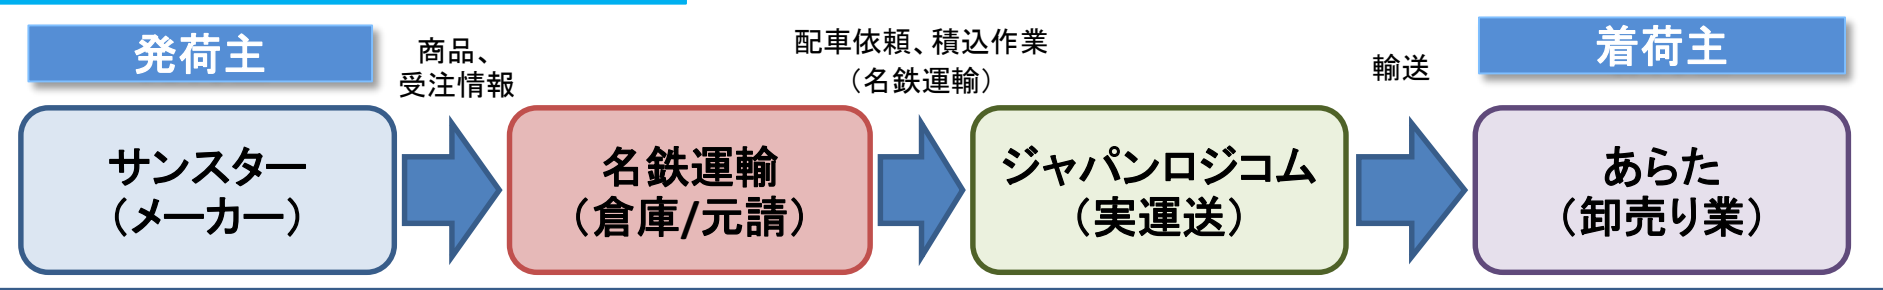 発荷主
商品、
受注情報
配車依頼、積込作業
（名鉄運輸）
輸送
着荷主
サンスター
（メーカー）
名鉄運輸
（倉庫/元請）
ジャパンロジコム
（実運送）
あらた
（卸売り業）